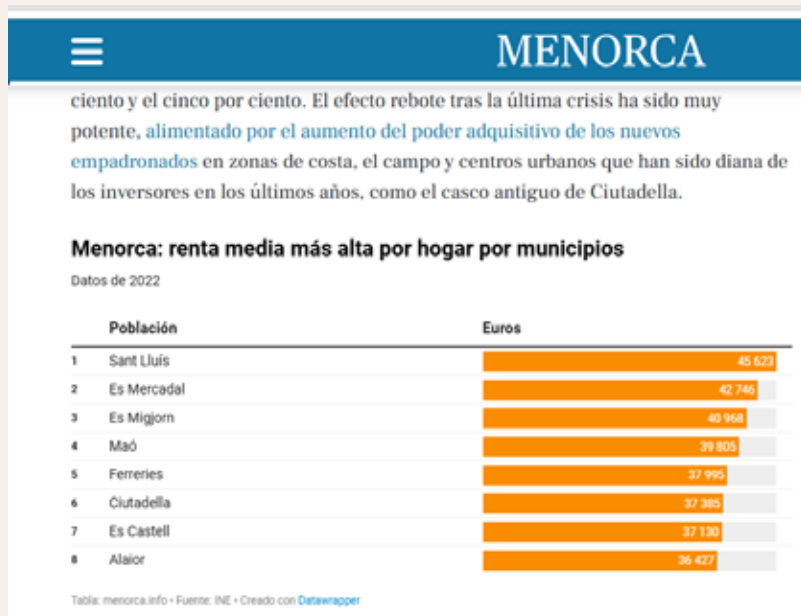 MENORCA
ciento y el cinco por ciento. El efecto rebote tras la última crisis ha sido muy
potente, alimentado por el aumento del poder adquisitivo de los nuevos
empadronados en zonas de costa, el campo y centros urbanos que han sido diana de
los inversores en los últimos años, como el casco antiguo de Ciutadella.
Menorca: renta media más alta por hogar por municipios
Datos de 2022
Población Euros
1 Sant Lluís 45 623
2 Es Mercadal 42 746
3 Es Migjorn 40 968
4 Maó 39 805
5 Ferreries 37 995
6 Ciutadella 37 385
7 Es Castell 37 130
8 Alaior 36 427
Tabla: menorca.info • Fuente: INE • Creado con Datawrapper